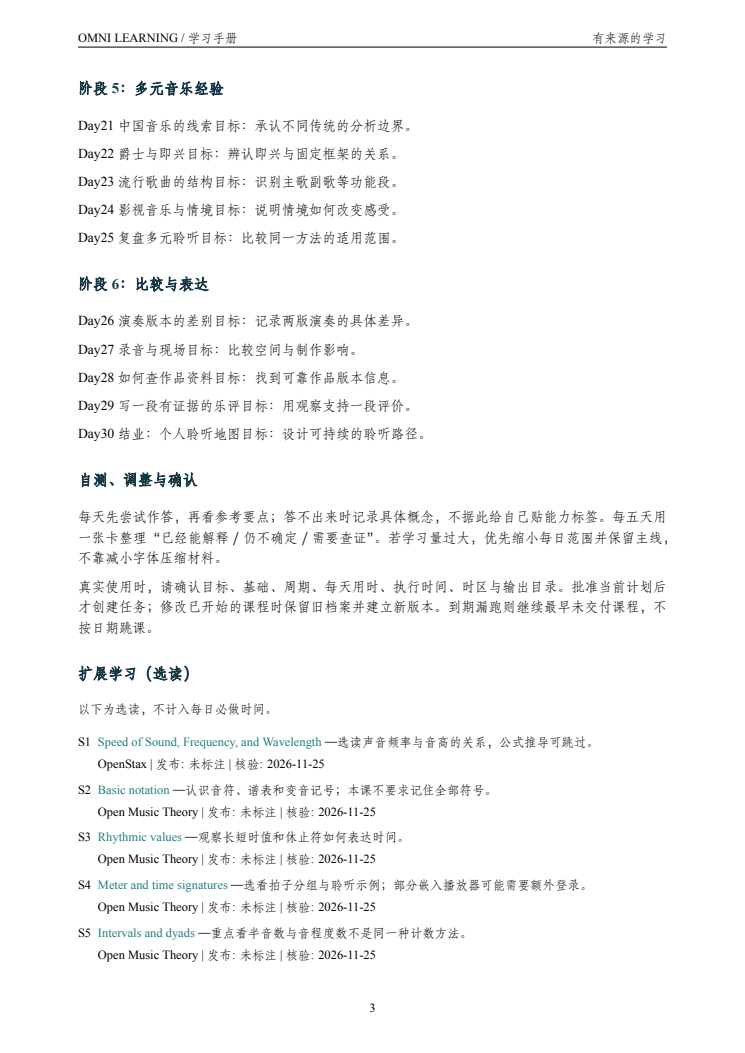 OMNI LEARNING / 学习手册
有来源的学习
阶段 5：多元音乐经验
Day21 中国音乐的线索目标：承认不同传统的分析边界。
Day22 爵士与即兴目标：辨认即兴与固定框架的关系。
Day23 流行歌曲的结构目标：识别主歌副歌等功能段。
Day24 影视音乐与情境目标：说明情境如何改变感受。
Day25 复盘多元聆听目标：比较同一方法的适用范围。
阶段 6：比较与表达
Day26 演奏版本的差别目标：记录两版演奏的具体差异。
Day27 录音与现场目标：比较空间与制作影响。
Day28 如何查作品资料目标：找到可靠作品版本信息。
Day29 写一段有证据的乐评目标：用观察支持一段评价。
Day30 结业：个人聆听地图目标：设计可持续的聆听路径。
自测、调整与确认
每天先尝试作答，再看参考要点；答不出来时记录具体概念，不据此给自己贴能力标签。每五天用
一张卡整理“已经能解释 / 仍不确定 / 需要查证”。若学习量过大，优先缩小每日范围并保留主线，
不靠减小字体压缩材料。
真实使用时，请确认目标、基础、周期、每天用时、执行时间、时区与输出目录。批准当前计划后
才创建任务；修改已开始的课程时保留旧档案并建立新版本。到期漏跑则继续最早未交付课程，不
按日期跳课。
扩展学习（选读）
以下为选读，不计入每日必做时间。
S1 Speed of Sound, Frequency, and Wavelength —选读声音频率与音高的关系，公式推导可跳过。
OpenStax | 发布: 未标注 | 核验: 2026-11-25
S2 Basic notation —认识音符、谱表和变音记号；本课不要求记住全部符号。
Open Music Theory | 发布: 未标注 | 核验: 2026-11-25
S3 Rhythmic values —观察长短时值和休止符如何表达时间。
Open Music Theory | 发布: 未标注 | 核验: 2026-11-25
S4 Meter and time signatures —选看拍子分组与聆听示例；部分嵌入播放器可能需要额外登录。
Open Music Theory | 发布: 未标注 | 核验: 2026-11-25
S5 Intervals and dyads —重点看半音数与音程度数不是同一种计数方法。
Open Music Theory | 发布: 未标注 | 核验: 2026-11-25
3